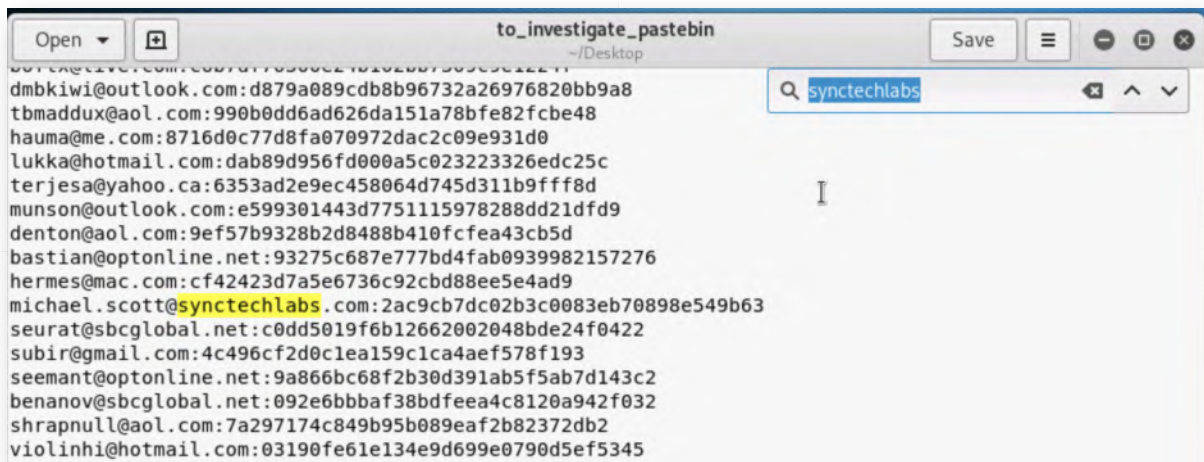 Open
to_investigate_pastebin
~/Desktop
Save
synctechlabs
dmbkiwi@outlook.com:d879a089cdb8b96732a26976820bb9a8
tbmaddux@aol.com:990b0dd6ad626da151a78bfe82fcbe48
hauma@me.com:8716d0c77d8fa070972dac2c09e931d0
lukka@hotmail.com:dab89d956fd000a5c023223326edc25c
terjesa@yahoo.ca:6353ad2e9ec458064d745d311b9fff8d
munson@outlook.com:e599301443d7751115978288dd21dfd9
denton@aol.com:9ef57b9328b2d8488b410fcfea43cb5d
bastian@optonline.net:93275c687e777bd4fab0939982157276
hermes@mac.com:cf42423d7a5e6736c92cbd88ee5e4ad9
michael.scott@synctechlabs.com:2ac9cb7dc02b3c0083eb70898e549b63
seurat@sbcglobal.net:c0dd5019f6b12662002048bde24f0422
subir@gmail.com:4c496cf2d0c1ea159c1ca4aef578f193
seemant@optonline.net:9a866bc68f2b30d391ab5f5ab7d143c2
benanov@sbcglobal.net:092e6bbbaf38bdfeea4c8120a942f032
shrapnull@aol.com:7a297174c849b95b089eaf2b82372db2
violinhi@hotmail.com:03190fe61e134e9d699e0790d5ef5345